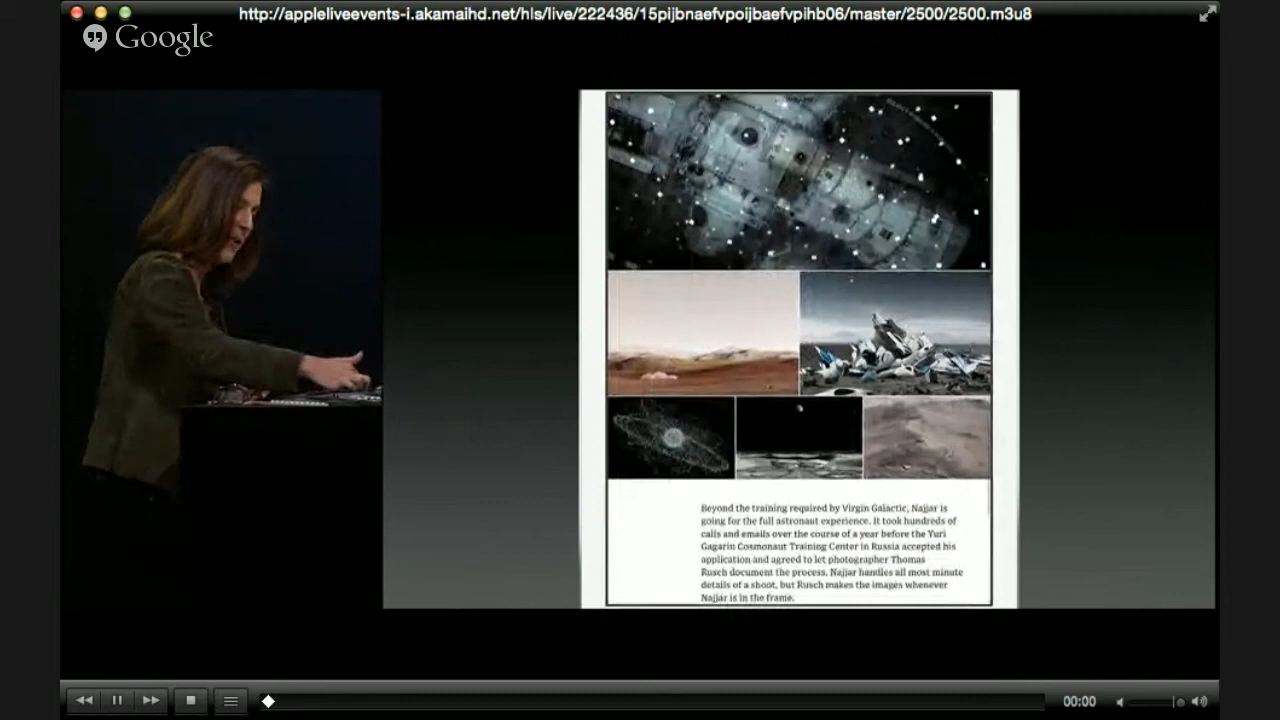 http://appleliveevents-i.akamaihd.net/hls/live/222436/15pijbnaefvpoijbaefvpihb06/master/2500/2500.m3u8
Google
Beyond the training required by Virgin Galactic, Najjar is
going for the full astronaut experience. It took hundreds of
calls and emails over the course of a year before the Yuri
Gagarin Cosmonaut Training Center in Russia accepted his
application and agreed to let photographer Thomas
Rusch document the process. Najjar handles all most minute
details of a shoot, but Rusch makes the images whenever
Najjar is in the frame.
00:00